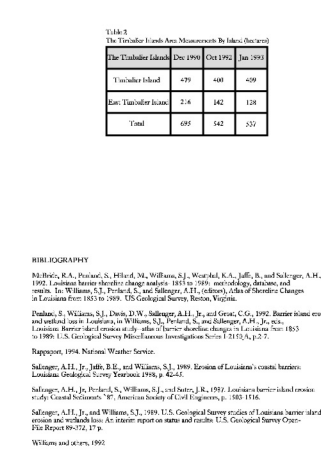 Table 2
The Timbalier Islands Area Measurements By Island (hectares)
The Timbalier Islands Dec 1990 Oct 1992 Jan 1993
Timbalier Island 479 400 409
East Timbalier Island 216 142 128
Total 695 542 537
BIBLIOGRAPHY
McBride, R.A., Penland, S., Hiland, M., Williams, S.J., Westphal, K.A., Jaffe, B., and Sallenger, A.H.,
1992. Louisiana barrier shoreline change analysis- 1853 to 1989: methodology, database, and
results. In: Williams, S.J., Penland, S., and Sallenger, A.H., (editors), Atlas of Shoreline Changes
in Louisiana from 1853 to 1989. US Geological Survey, Reston, Virginia.
Penland, S., Williams, S.J., Davis, D.W., Sallenger, A.H., Jr., and Groat, C.G., 1992. Barrier island ero
and wetland loss in Louisiana, in Williams, S.J., Penland, S., and Sallenger, A.H., Jr., eds.,
Louisiana Barrier island erosion study- atlas of barrier shoreline changes in Louisiana from 1853
to 1989: U.S. Geological Survey Miscellaneous Investigations Series I-2150_A, p.2-7.
Rappaport, 1994. National Weather Service.
Sallenger, A.H., Jr., Jaffe, B.E., and Williams, S.J., 1989. Erosion of Louisiana's coastal barriers:
Louisiana Geological Survey Yearbook 1988, p. 42-45.
Sallenger, A.H., Jr, Penland, S., Williams, S.J., and Suter, J.R., 1987. Louisiana barrier island erosion
study: Coastal Sediments `87, American Society of Civil Engineers, p. 1503-1516.
Sallenger, A.H., Jr., and Williams, S.J., 1989. U.S. Geological Survey studies of Louisiana barrier island
erosion and wetlands loss: An interim report on status and results: U.S. Geological Survey Open-
File Report 89-372, 17 p.
Williams and others, 1992